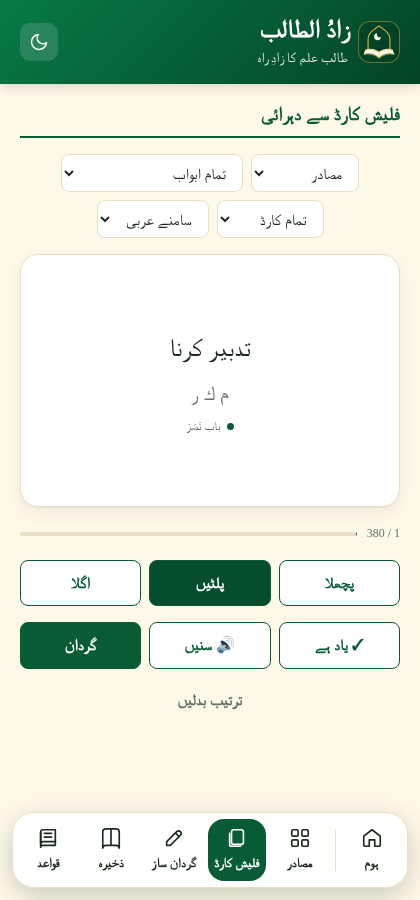 زادُ الطالب
طالب علم کا زادِ راہ
فلیش کارڈ سے دہرائی
مصادر
تمام ابواب
تمام کارڈ
سامنے عربی
تدبیر کرنا
م ك ر
باب نَصَرَ
1 / 380
پچھلا
پلٹیں
اگلا
✓ یاد ہے
🔊 سنیں
گردان
ترتیب بدلیں
ہوم
مصادر
فلیش کارڈ
گردان ساز
ذخیرہ
قواعد